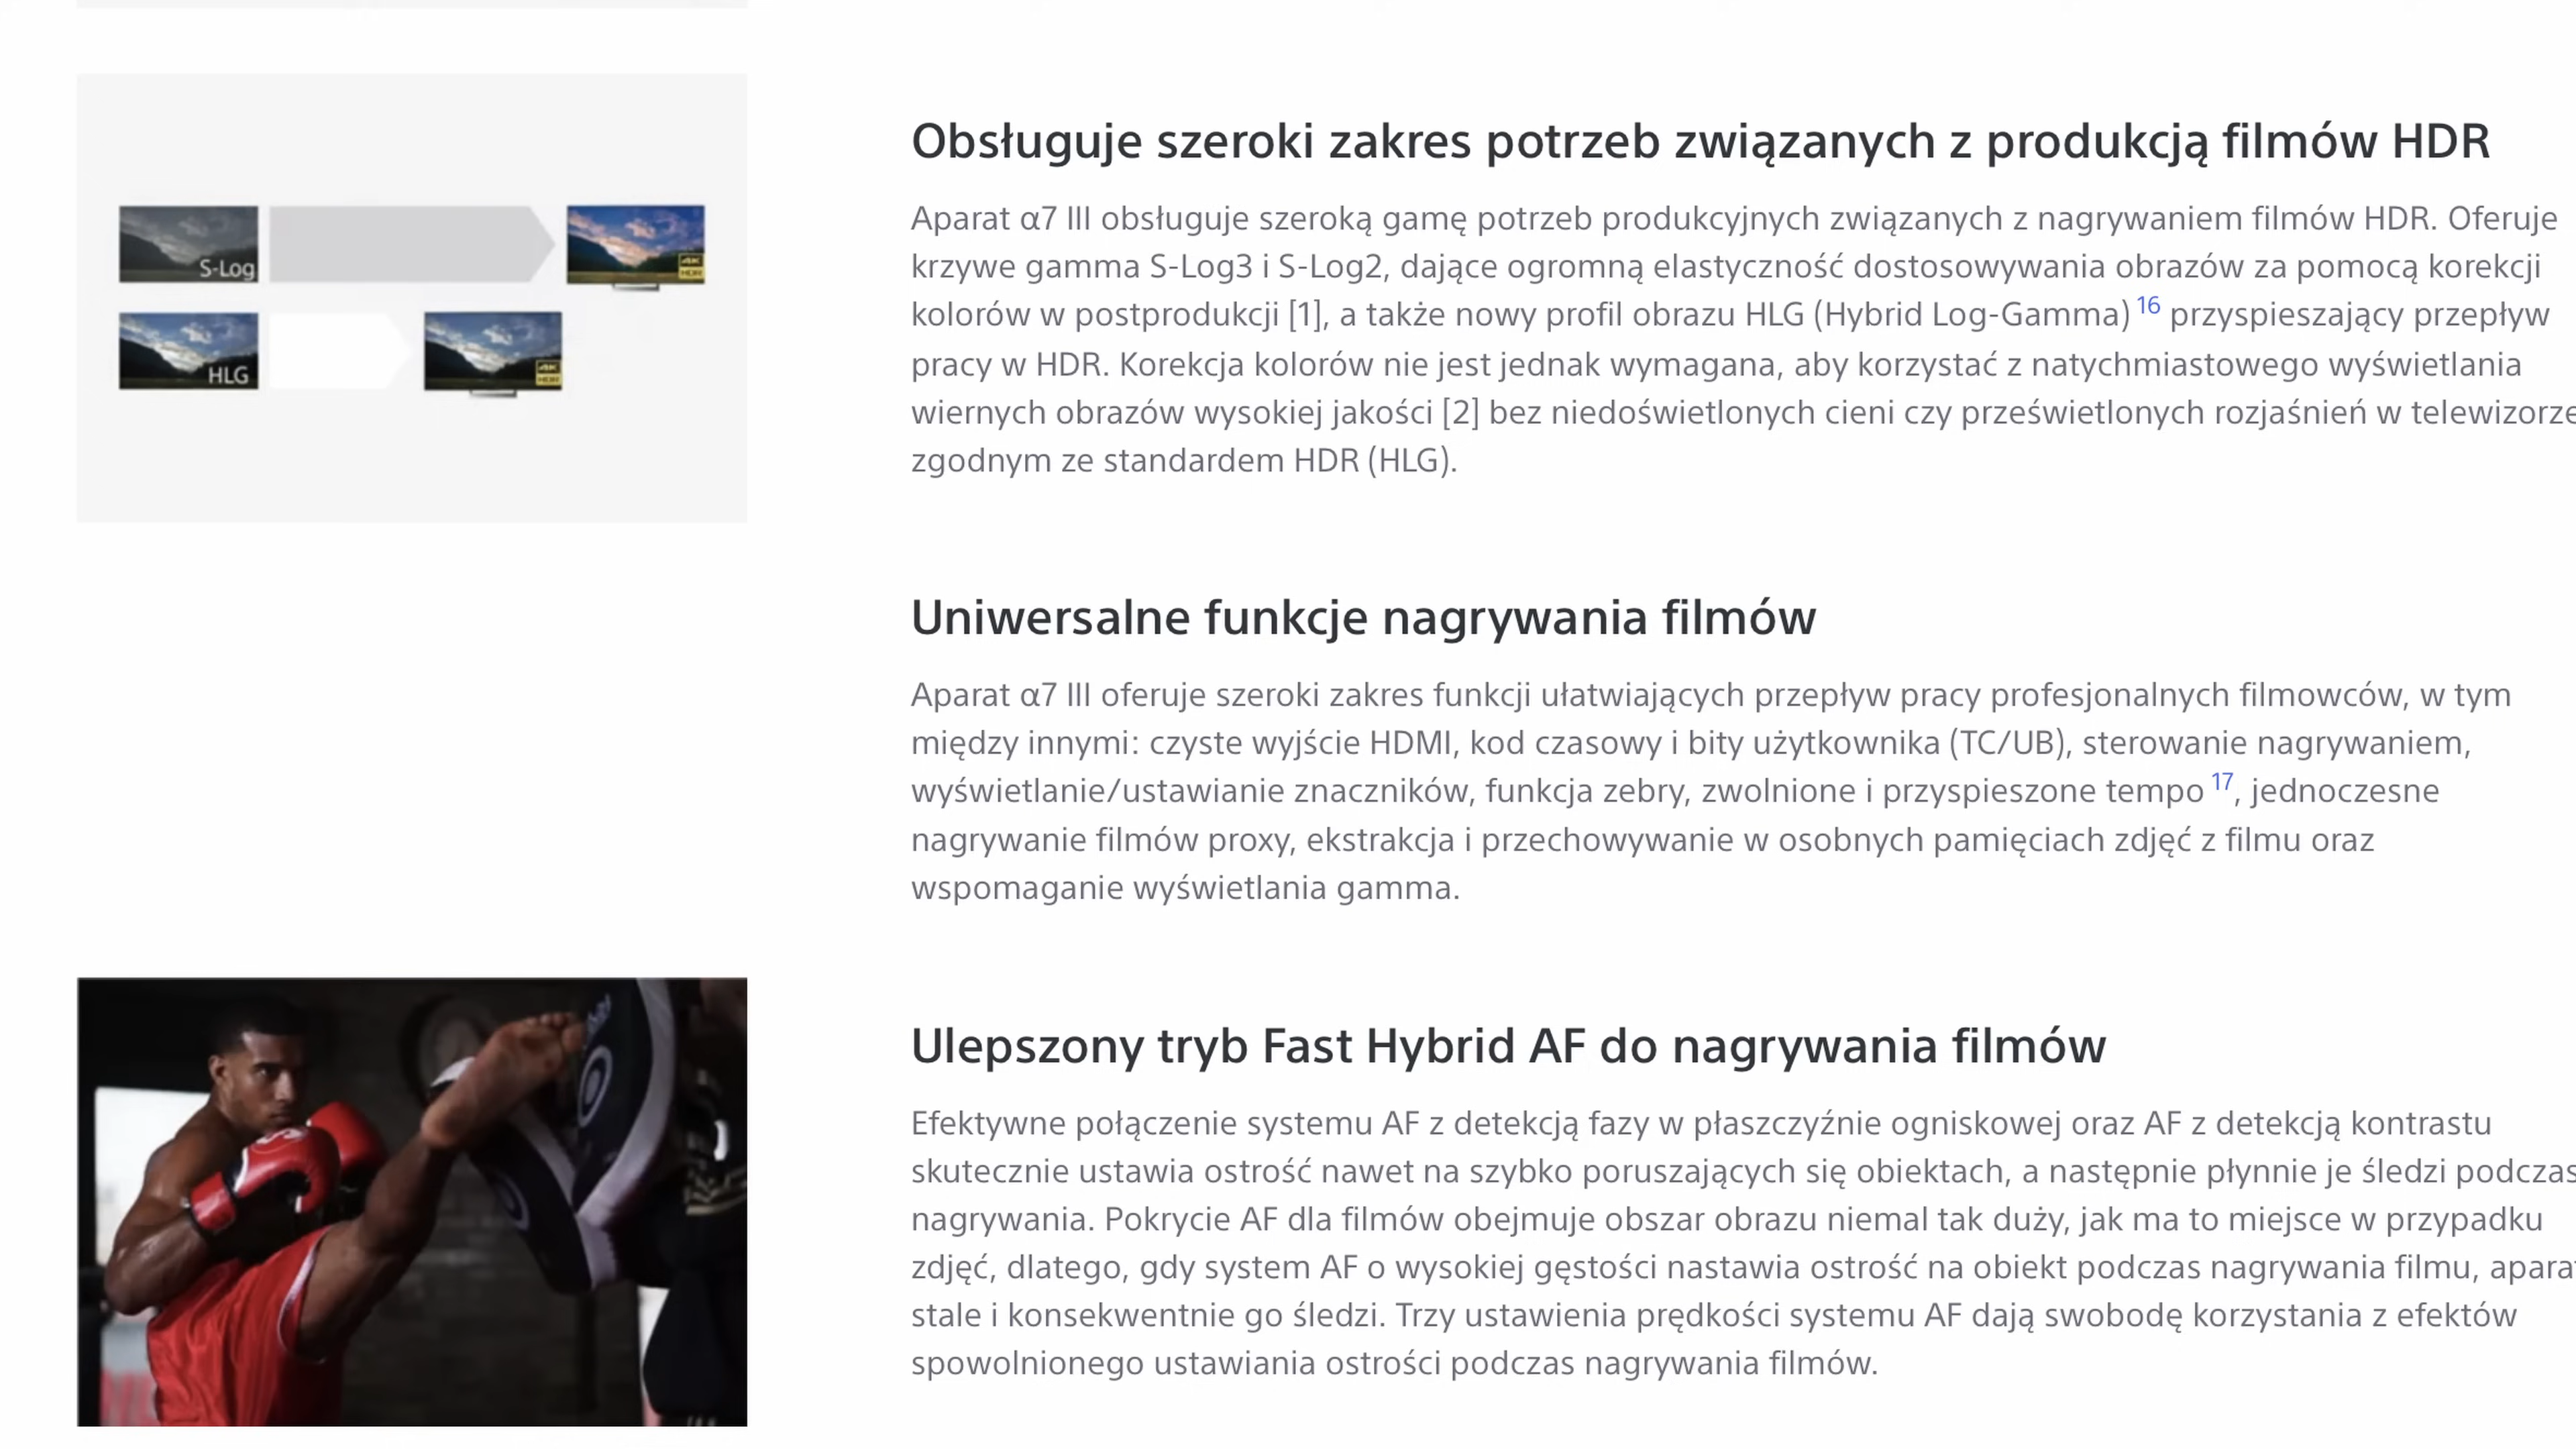 S-Log
4K
HDR
HLG
4K
HDR
Obsługuje szeroki zakres potrzeb związanych z produkcją filmów HDR
Aparat α7 III obsługuje szeroką gamę potrzeb produkcyjnych związanych z nagrywaniem filmów HDR. Oferuje
krzywe gamma S-Log3 i S-Log2, dające ogromną elastyczność dostosowywania obrazów za pomocą korekcji
kolorów w postprodukcji [1], a także nowy profil obrazu HLG (Hybrid Log-Gamma) 16 przyspieszający przepływ
pracy w HDR. Korekcja kolorów nie jest jednak wymagana, aby korzystać z natychmiastowego wyświetlania
wiernych obrazów wysokiej jakości [2] bez niedoświetlonych cieni czy prześwietlonych rozjaśnień w telewizorze
zgodnym ze standardem HDR (HLG).
Uniwersalne funkcje nagrywania filmów
Aparat α7 III oferuje szeroki zakres funkcji ułatwiających przepływ pracy profesjonalnych filmowców, w tym
między innymi: czyste wyjście HDMI, kod czasowy i bity użytkownika (TC/UB), sterowanie nagrywaniem,
wyświetlanie/ustawianie znaczników, funkcja zebry, zwolnione i przyspieszone tempo 17, jednoczesne
nagrywanie filmów proxy, ekstrakcja i przechowywanie w osobnych pamięciach zdjęć z filmu oraz
wspomaganie wyświetlania gamma.
Ulepszony tryb Fast Hybrid AF do nagrywania filmów
Efektywne połączenie systemu AF z detekcją fazy w płaszczyźnie ogniskowej oraz AF z detekcją kontrastu
skutecznie ustawia ostrość nawet na szybko poruszających się obiektach, a następnie płynnie je śledzi podczas
nagrywania. Pokrycie AF dla filmów obejmuje obszar obrazu niemal tak duży, jak ma to miejsce w przypadku
zdjęć, dlatego, gdy system AF o wysokiej gęstości nastawia ostrość na obiekt podczas nagrywania filmu, aparat
stale i konsekwentnie go śledzi. Trzy ustawienia prędkości systemu AF dają swobodę korzystania z efektów
spowolnionego ustawiania ostrości podczas nagrywania filmów.